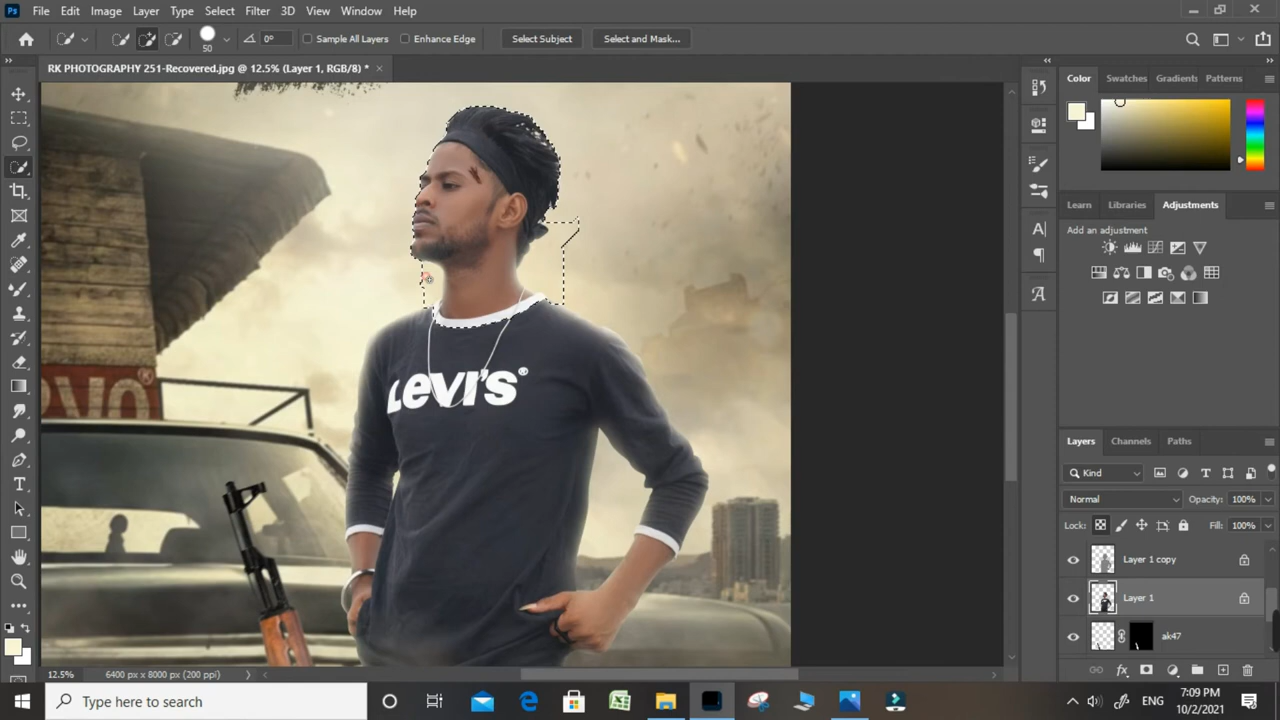 Ps File Edit Image Layer Type Select Filter 3D View Window Help
50 0° Sample All Layers Enhance Edge Select Subject Select and Mask...
RK PHOTOGRAPHY 251-Recovered.jpg @ 12.5% (Layer 1, RGB/8) * ×
Color Swatches Gradients Patterns
Learn Libraries Adjustments
Add an adjustment
RVO®
Levi's®
Layers Channels Paths
Kind
Normal Opacity: 100%
Lock: Fill: 100%
Layer 1 copy
Layer 1
ak47
12.5% 6400 px x 8000 px (200 ppi)
Type here to search
ENG
7:09 PM
10/2/2021